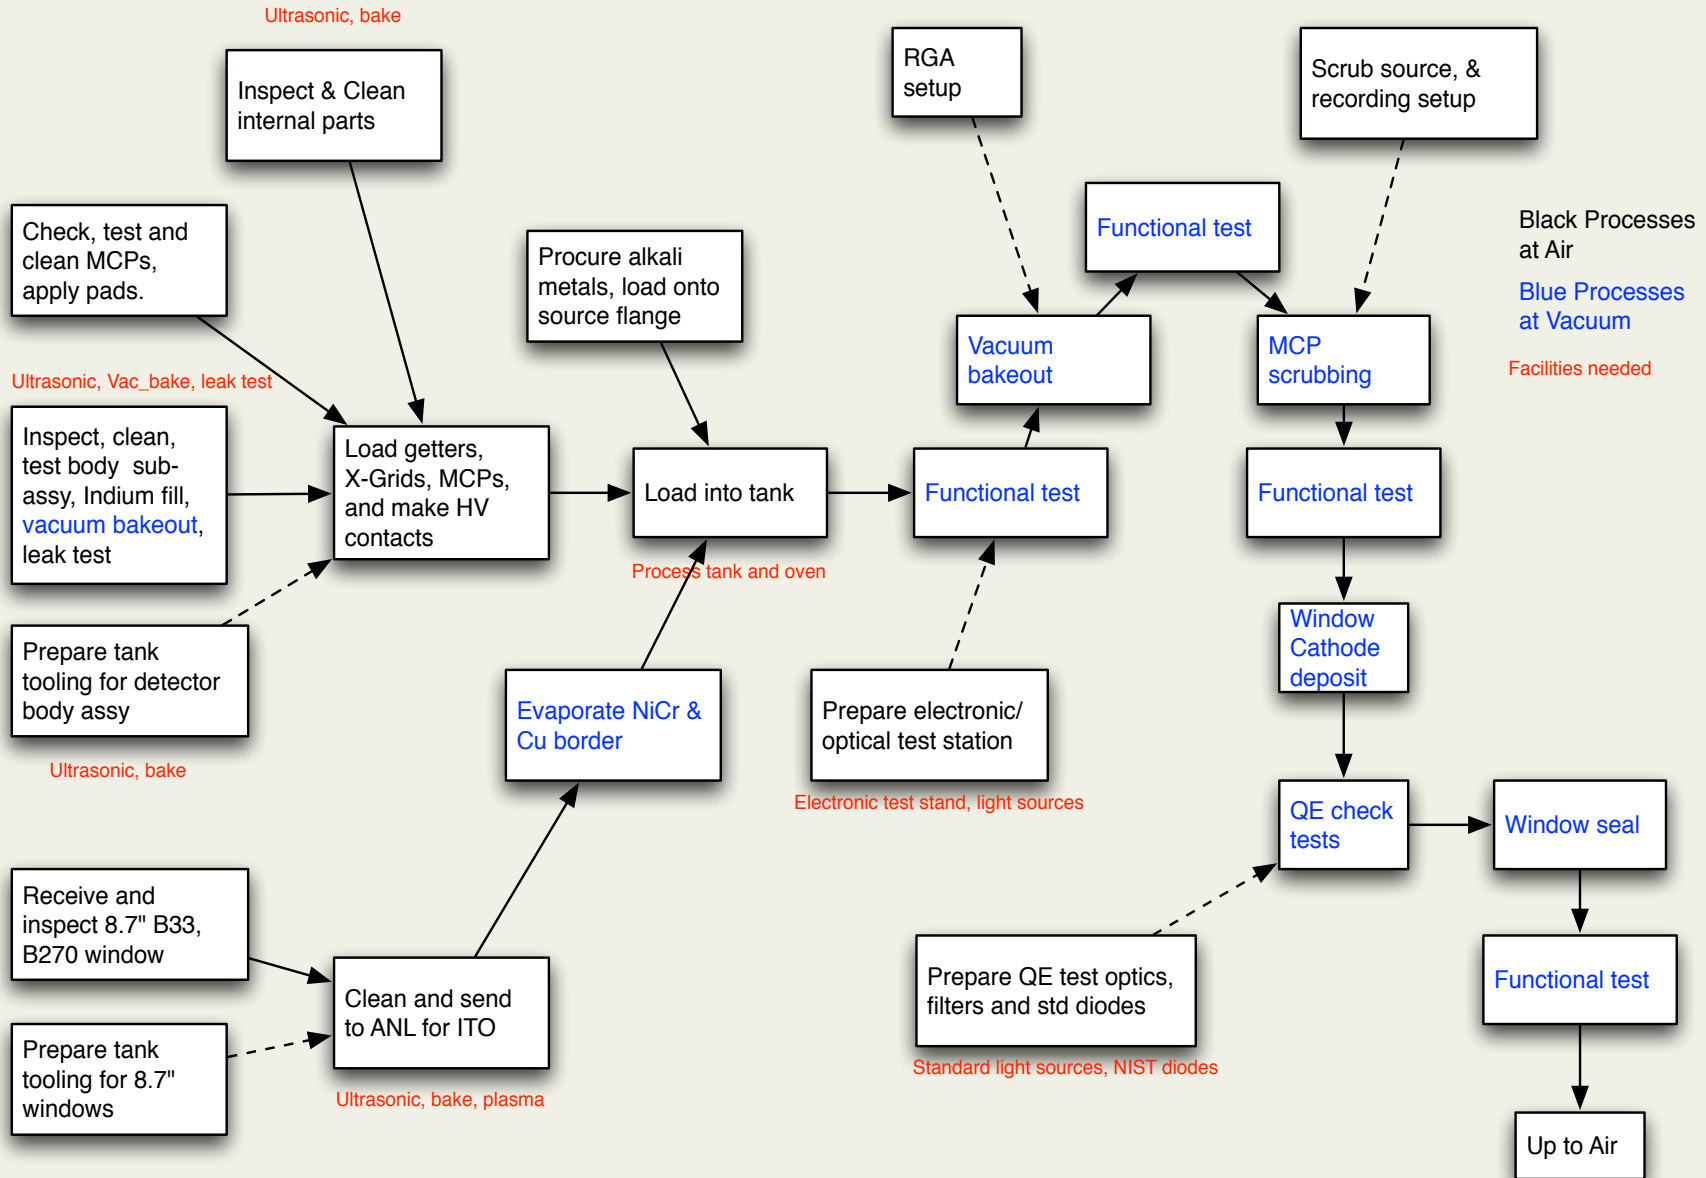 Ultrasonic, bake
Inspect & Clean
internal parts
RGA
setup
Scrub source, &
recording setup
Check, test and
clean MCPs,
apply pads.
Procure alkali
metals, load onto
source flange
Functional test
Black Processes
at Air
Blue Processes
at Vacuum
Facilities needed
Vacuum
bakeout
MCP
scrubbing
Ultrasonic, Vac_bake, leak test
Inspect, clean,
test body sub-
assy, Indium fill,
vacuum bakeout,
leak test
Load getters,
X-Grids, MCPs,
and make HV
contacts
Load into tank
Process tank and oven
Functional test
Functional test
Window
Cathode
deposit
Prepare tank
tooling for detector
body assy
Ultrasonic, bake
Evaporate NiCr &
Cu border
Prepare electronic/
optical test station
Electronic test stand, light sources
QE check
tests
Window seal
Receive and
inspect 8.7" B33,
B270 window
Clean and send
to ANL for ITO
Ultrasonic, bake, plasma
Prepare tank
tooling for 8.7"
windows
Prepare QE test optics,
filters and std diodes
Standard light sources, NIST diodes
Functional test
Up to Air